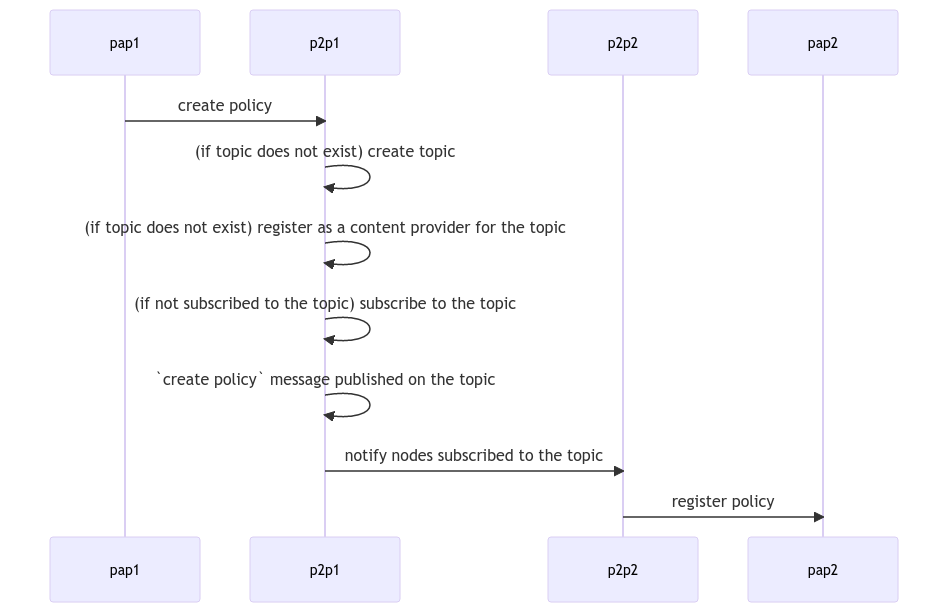 pap1
p2p1
p2p2
pap2
create policy
(if topic does not exist) create topic
(if topic does not exist) register as a content provider for the topic
(if not subscribed to the topic) subscribe to the topic
`create policy` message published on the topic
notify nodes subscribed to the topic
register policy
pap1
p2p1
p2p2
pap2